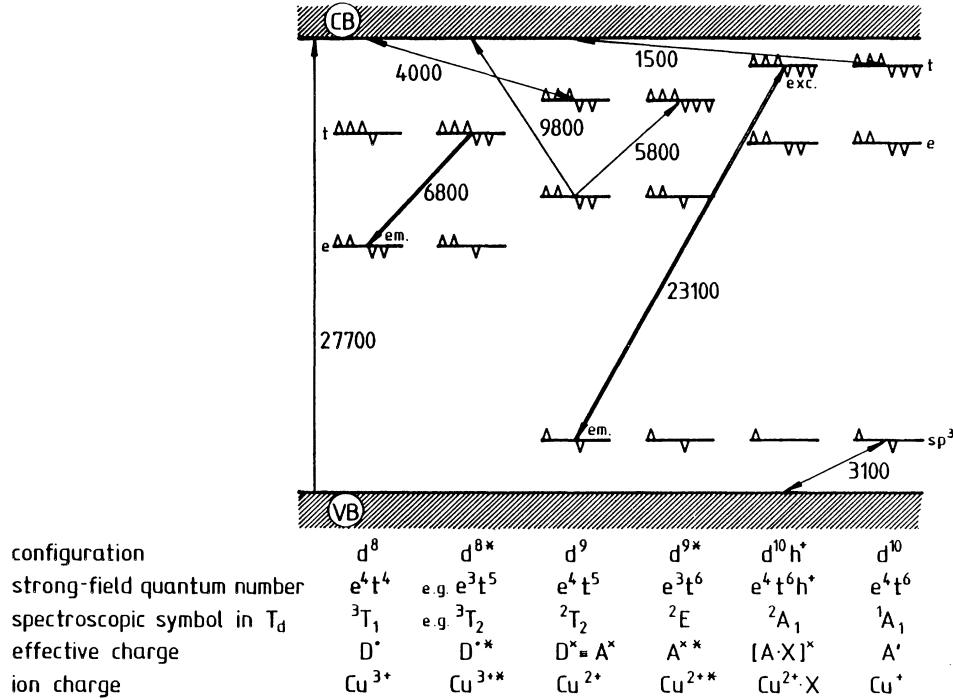 CB
4000
1500
t
exc.
9800
5800
t
e
6800
em.
e
23100
27700
em.
sp³
3100
VB
configuration d⁸ d⁸* d⁹ d⁹* d¹⁰h⁺ d¹⁰
strong-field quantum number e⁴t⁴ e.g. e³t⁵ e⁴t⁵ e³t⁶ e⁴t⁶h⁺ e⁴t⁶
spectroscopic symbol in T_d ³T₁ e.g. ³T₂ ²T₂ ²E ²A₁ ¹A₁
effective charge D• D•* Dˣ≡Aˣ Aˣ* [A·X]ˣ A′
ion charge Cu³⁺ Cu³⁺* Cu²⁺ Cu²⁺* Cu²⁺·X Cu⁺